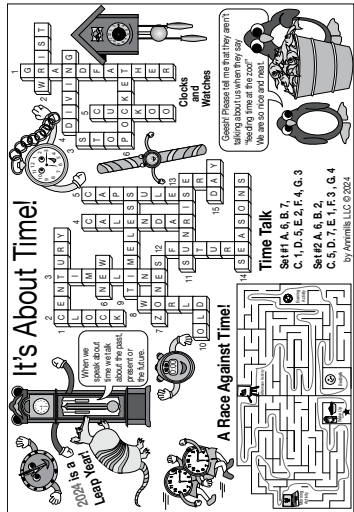 It's About Time!
When we
speak about
time we talk
about the past,
present or
the future.
2024 is a
Leap Year!
CENTURY
NEW
TIMELESS
ZONES
OLD
SUNRISE
DAY
SEASONS
WRIST
DIVING
STOP
POCKET
Clocks
and
Watches
Geesh! Please tell me that they aren't
talking about us when they say
"feeding time at the zoo!"
We are so nice and neat.
A Race Against Time!
Time Talk
Set #1 A. 6, B. 7,
C. 1, D. 5, E. 2, F. 4, G. 3
Set #2 A. 6, B. 2,
C. 5, D. 7, E. 1, F. 3, G. 4
by Annimills LLC © 2024